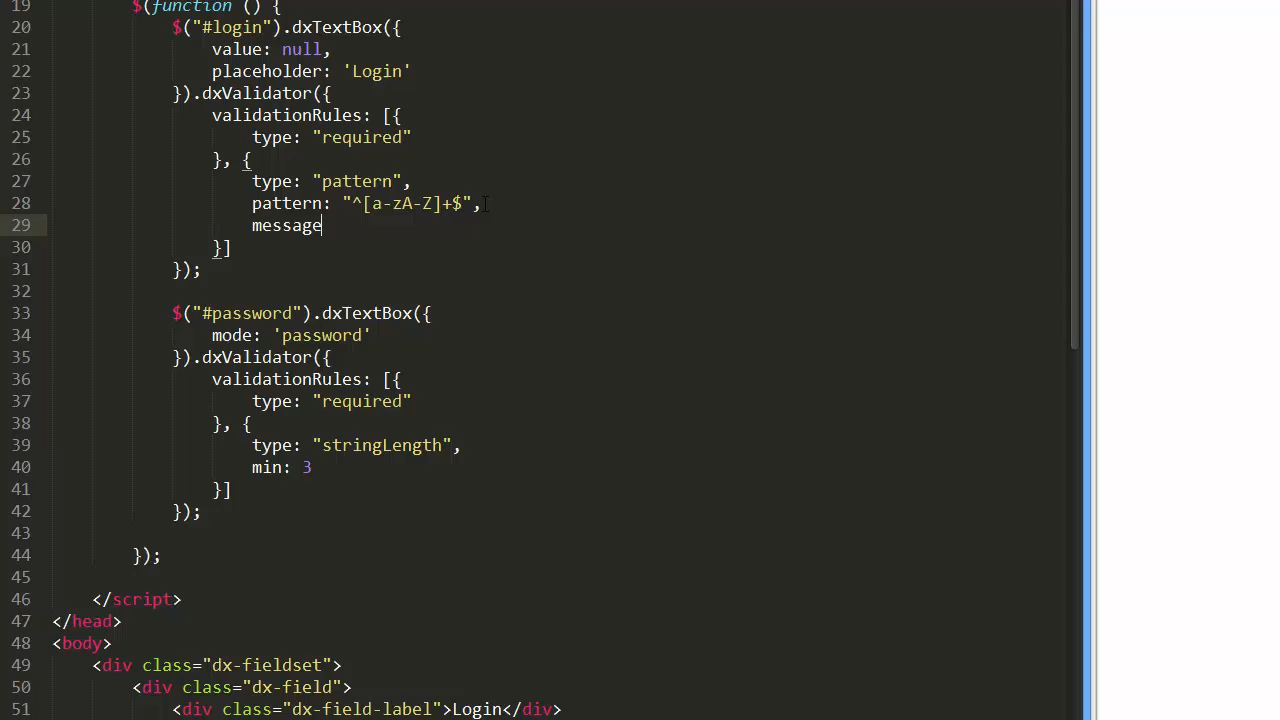 19 $(function () {
20 $("#login").dxTextBox({
21 value: null,
22 placeholder: 'Login'
23 }).dxValidator({
24 validationRules: [{
25 type: "required"
26 }, {
27 type: "pattern",
28 pattern: "^[a-zA-Z]+$",
29 message
30 }]
31 });
32
33 $("#password").dxTextBox({
34 mode: 'password'
35 }).dxValidator({
36 validationRules: [{
37 type: "required"
38 }, {
39 type: "stringLength",
40 min: 3
41 }]
42 });
43
44 });
45
46 </script>
47 </head>
48 <body>
49 <div class="dx-fieldset">
50 <div class="dx-field">
51 <div class="dx-field-label">Login</div>